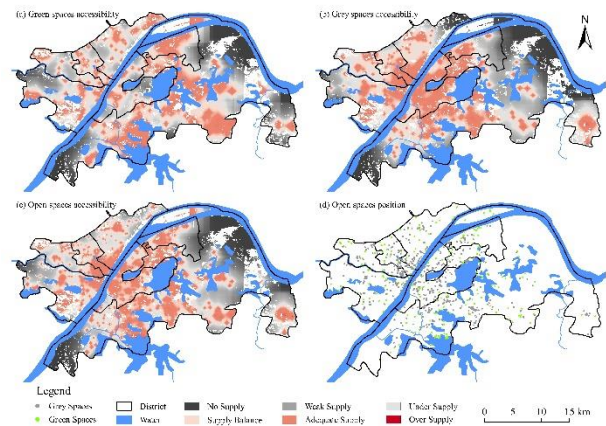 (a) Green spaces accessibility
(b) Grey spaces accessibility
N
(c) Open spaces accessibility
(d) Open spaces position
Legend
Grey Spaces District No Supply Weak Supply Under Supply
Green Spaces Water Supply Balance Adequate Supply Over Supply
0 5 10 15 km